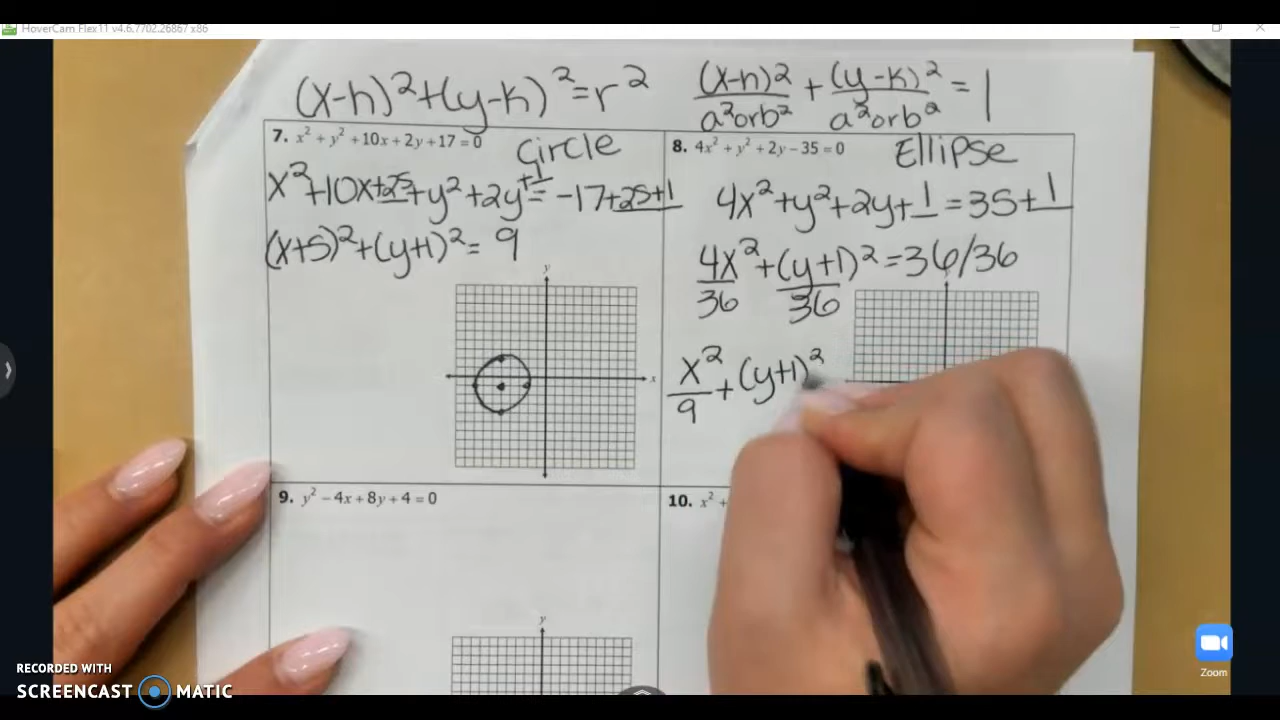 HoverCam Flex11 v4.6.7702.26867 x86
(x-h)²+(y-k)²=r²
(x-h)²/a²orb² + (y-k)²/a²orb² = 1
7. x² + y² +10x+2y+17=0
Circle
x²+10x+25+y²+2y+1=-17+25+1
(x+5)²+(y+1)²=9
y
x
8. 4x² + y² +2y-35=0
Ellipse
4x²+y²+2y+1=35+1
4x²/36+(y+1)²/36=36/36
x²/9+(y+1)²
9. y² - 4x+8y+4=0
y
10. x² +
Zoom
RECORDED WITH
SCREENCAST MATIC